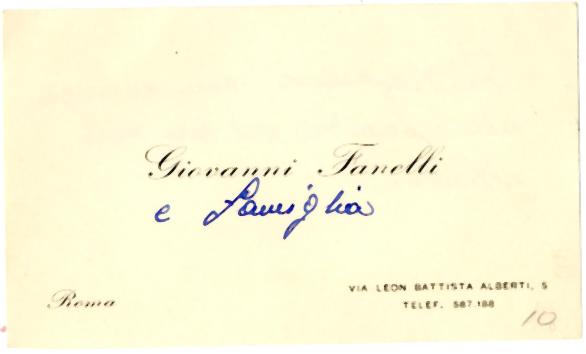 Giovanni Fanelli
e famiglia
Roma
VIA LEON BATTISTA ALBERTI, 5
TELEF. 587.188
10